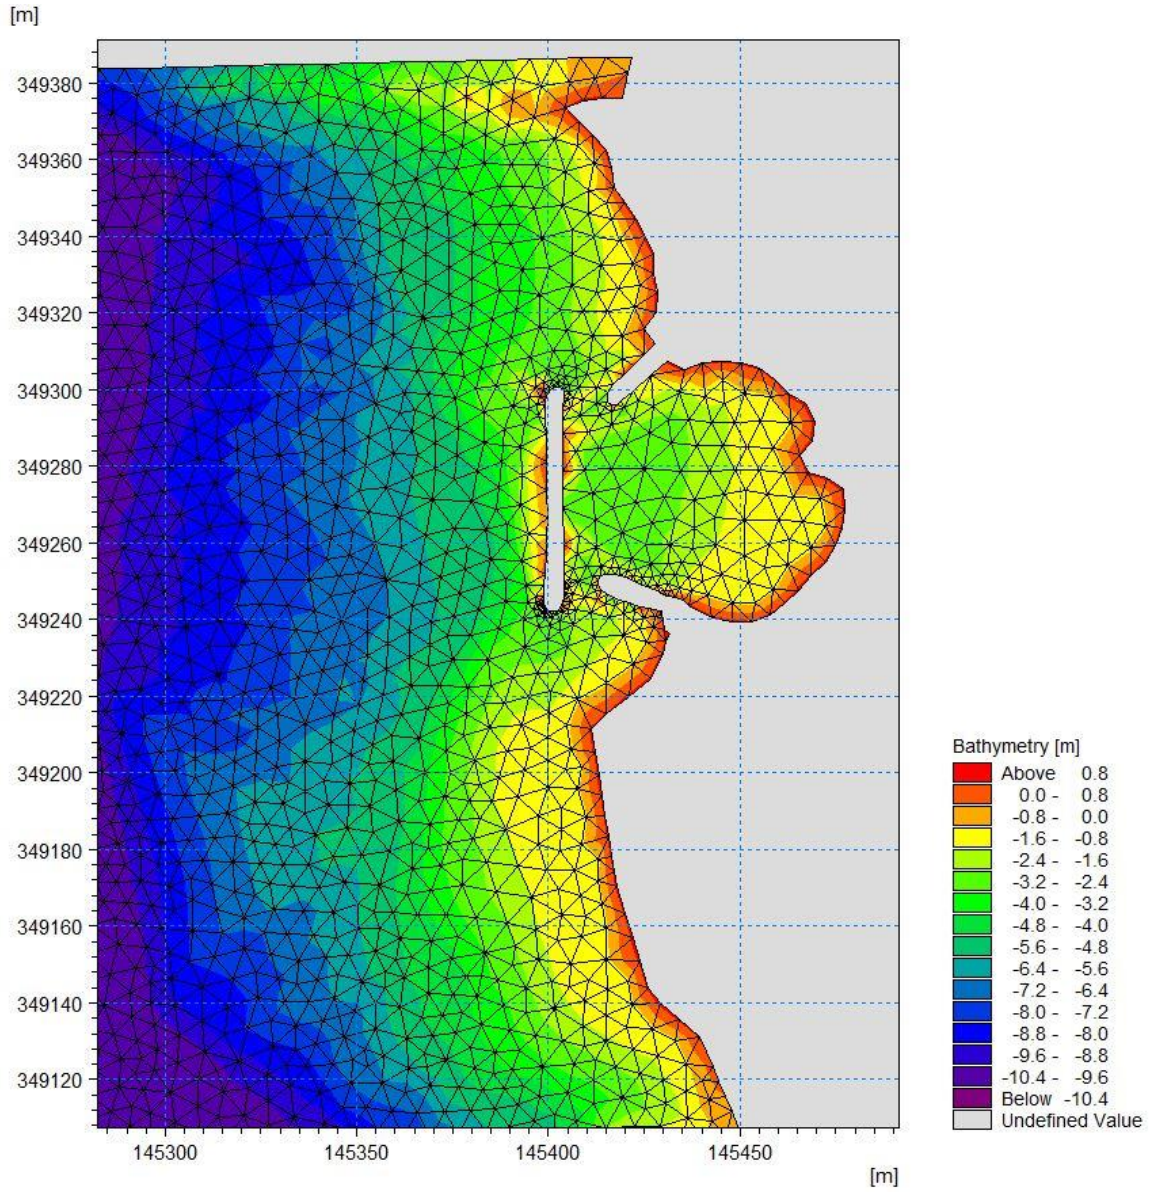 [m]
349380
349360
349340
349320
349300
349280
349260
349240
349220
349200
349180
349160
349140
349120
145300 145350 145400 145450
[m]
Bathymetry [m]
Above 0.8
0.0 - 0.8
-0.8 - 0.0
-1.6 - -0.8
-2.4 - -1.6
-3.2 - -2.4
-4.0 - -3.2
-4.8 - -4.0
-5.6 - -4.8
-6.4 - -5.6
-7.2 - -6.4
-8.0 - -7.2
-8.8 - -8.0
-9.6 - -8.8
-10.4 - -9.6
Below -10.4
Undefined Value